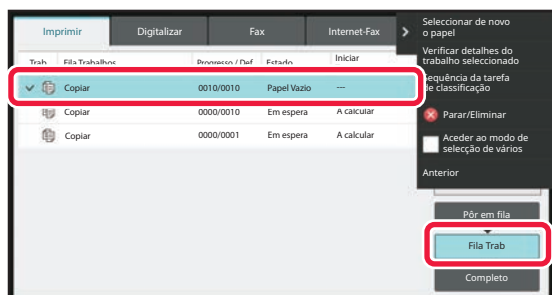 Imprimir
Digitalizar
Fax
Internet-Fax
Trab
Fila Trabalhos
Progresso / Def
Estado
Iniciar
Copiar
0010/0010
Papel Vazio
---
Copiar
0000/0010
Em espera
A calcular
Copiar
0000/0001
Em espera
A calcular
Seleccionar de novo
o papel
Verificar detalhes do
trabalho seleccionado
Sequência da tarefa
de classificação
Parar/Eliminar
Aceder ao modo de
selecção de vários
Anterior
Pôr em fila
Fila Trab
Completo